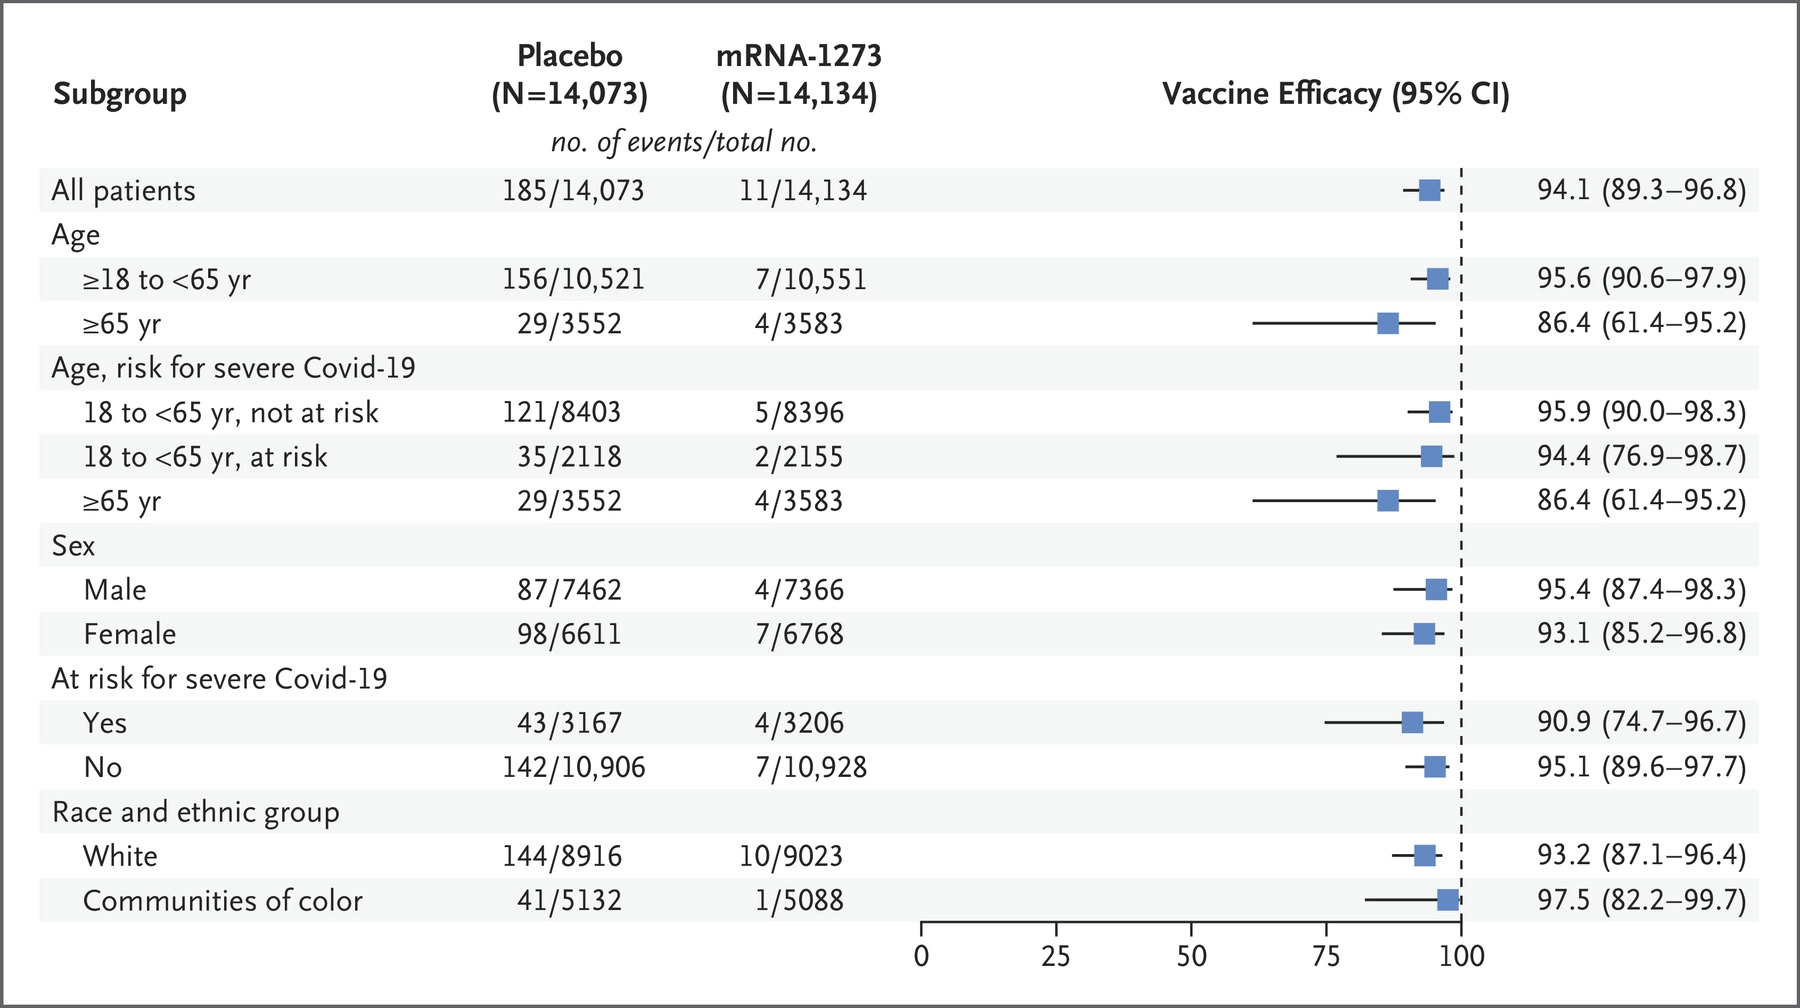 Subgroup Placebo (N=14,073) mRNA-1273 (N=14,134) Vaccine Efficacy (95% CI)
no. of events/total no.
All patients 185/14,073 11/14,134 94.1 (89.3–96.8)
Age
≥18 to <65 yr 156/10,521 7/10,551 95.6 (90.6–97.9)
≥65 yr 29/3552 4/3583 86.4 (61.4–95.2)
Age, risk for severe Covid-19
18 to <65 yr, not at risk 121/8403 5/8396 95.9 (90.0–98.3)
18 to <65 yr, at risk 35/2118 2/2155 94.4 (76.9–98.7)
≥65 yr 29/3552 4/3583 86.4 (61.4–95.2)
Sex
Male 87/7462 4/7366 95.4 (87.4–98.3)
Female 98/6611 7/6768 93.1 (85.2–96.8)
At risk for severe Covid-19
Yes 43/3167 4/3206 90.9 (74.7–96.7)
No 142/10,906 7/10,928 95.1 (89.6–97.7)
Race and ethnic group
White 144/8916 10/9023 93.2 (87.1–96.4)
Communities of color 41/5132 1/5088 97.5 (82.2–99.7)
0 25 50 75 100